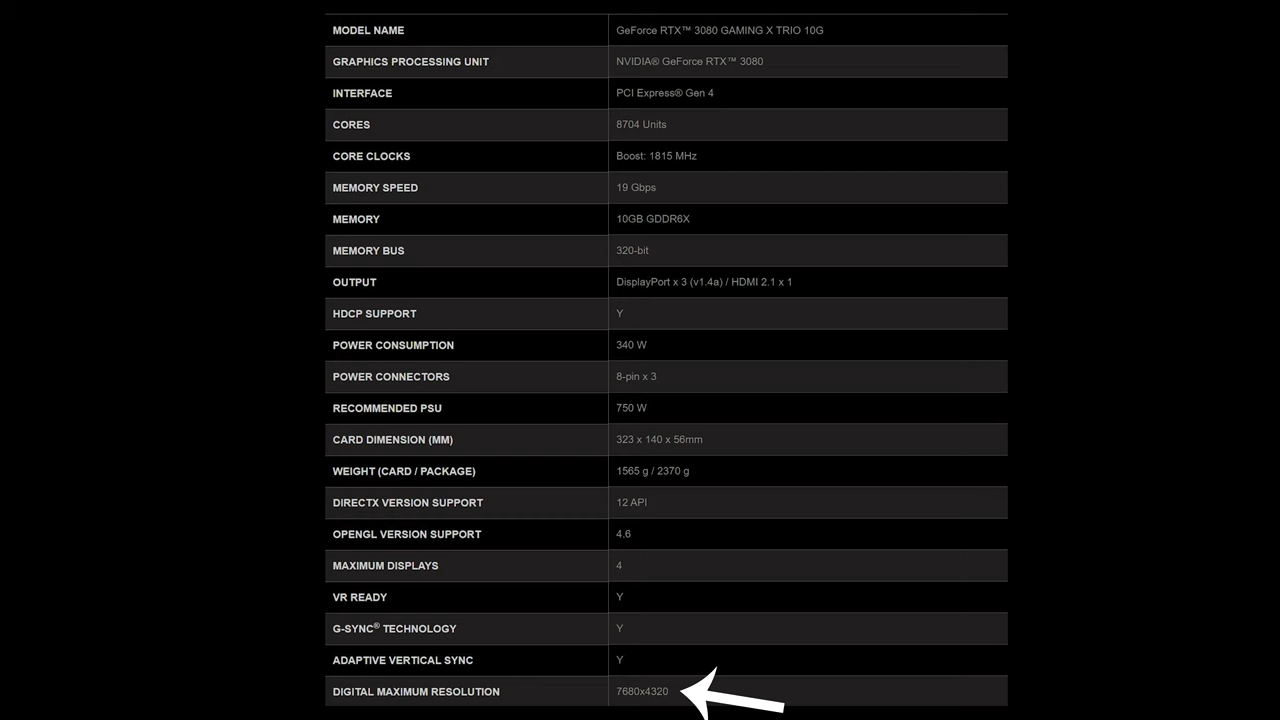 MODEL NAME GeForce RTX™ 3080 GAMING X TRIO 10G
GRAPHICS PROCESSING UNIT NVIDIA® GeForce RTX™ 3080
INTERFACE PCI Express® Gen 4
CORES 8704 Units
CORE CLOCKS Boost: 1815 MHz
MEMORY SPEED 19 Gbps
MEMORY 10GB GDDR6X
MEMORY BUS 320-bit
OUTPUT DisplayPort x 3 (v1.4a) / HDMI 2.1 x 1
HDCP SUPPORT Y
POWER CONSUMPTION 340 W
POWER CONNECTORS 8-pin x 3
RECOMMENDED PSU 750 W
CARD DIMENSION (MM) 323 x 140 x 56mm
WEIGHT (CARD / PACKAGE) 1565 g / 2370 g
DIRECTX VERSION SUPPORT 12 API
OPENGL VERSION SUPPORT 4.6
MAXIMUM DISPLAYS 4
VR READY Y
G-SYNC® TECHNOLOGY Y
ADAPTIVE VERTICAL SYNC Y
DIGITAL MAXIMUM RESOLUTION 7680x4320